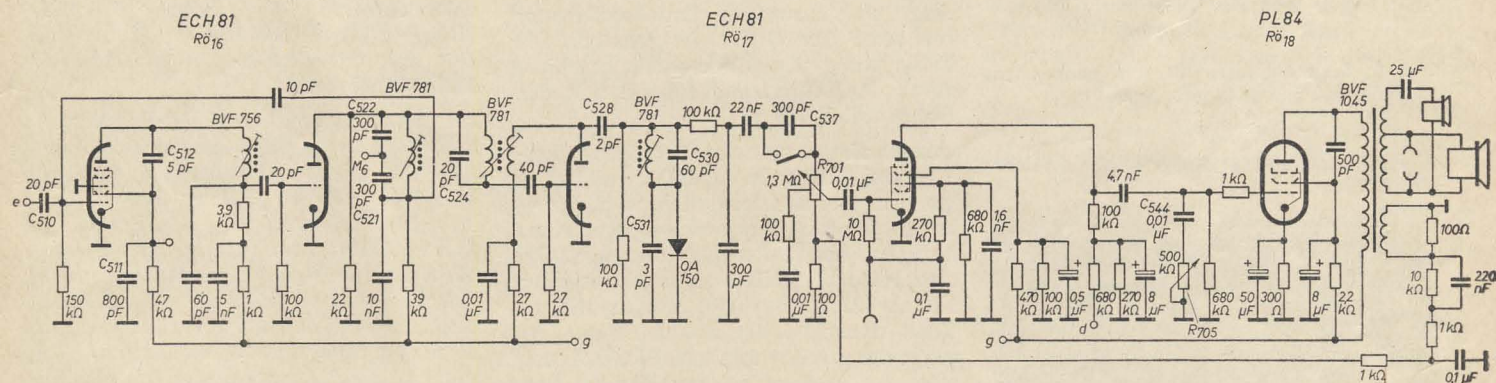 ECH81
Rö16
ECH81
Rö17
PL84
Rö18
10 pF
BVF 781
BVF 756
C512
5 pF
20 pF
C510
e
20 pF
3,9
kΩ
C511
800
pF
150
kΩ
47
kΩ
60
pF
5
nF
1
kΩ
100
kΩ
C522
300
pF
M6
300
pF
C521
22
kΩ
10
nF
39
kΩ
BVF
781
20
pF
C524
40 pF
0,01
µF
27
kΩ
27
kΩ
g
C528
2 pF
BVF
781
C530
60 pF
C531
3
pF
100
kΩ
OA
150
100 kΩ
300
pF
22 nF
300 pF
C537
R701
1,3 MΩ
100
kΩ
0,01
µF
100
Ω
0,01 µF
10
MΩ
270
kΩ
0,1
µF
680
kΩ
1,6
nF
g
470
kΩ
100
kΩ
0,5
µF
100
kΩ
680
kΩ
d
270
kΩ
8
µF
4,7 nF
C544
0,01
µF
500
kΩ
R705
680
kΩ
1 kΩ
50
µF
300
Ω
8
µF
2,2
kΩ
500
pF
BVF
1045
25 µF
100Ω
10
kΩ
220
nF
1kΩ
1
kΩ
0,1 µF